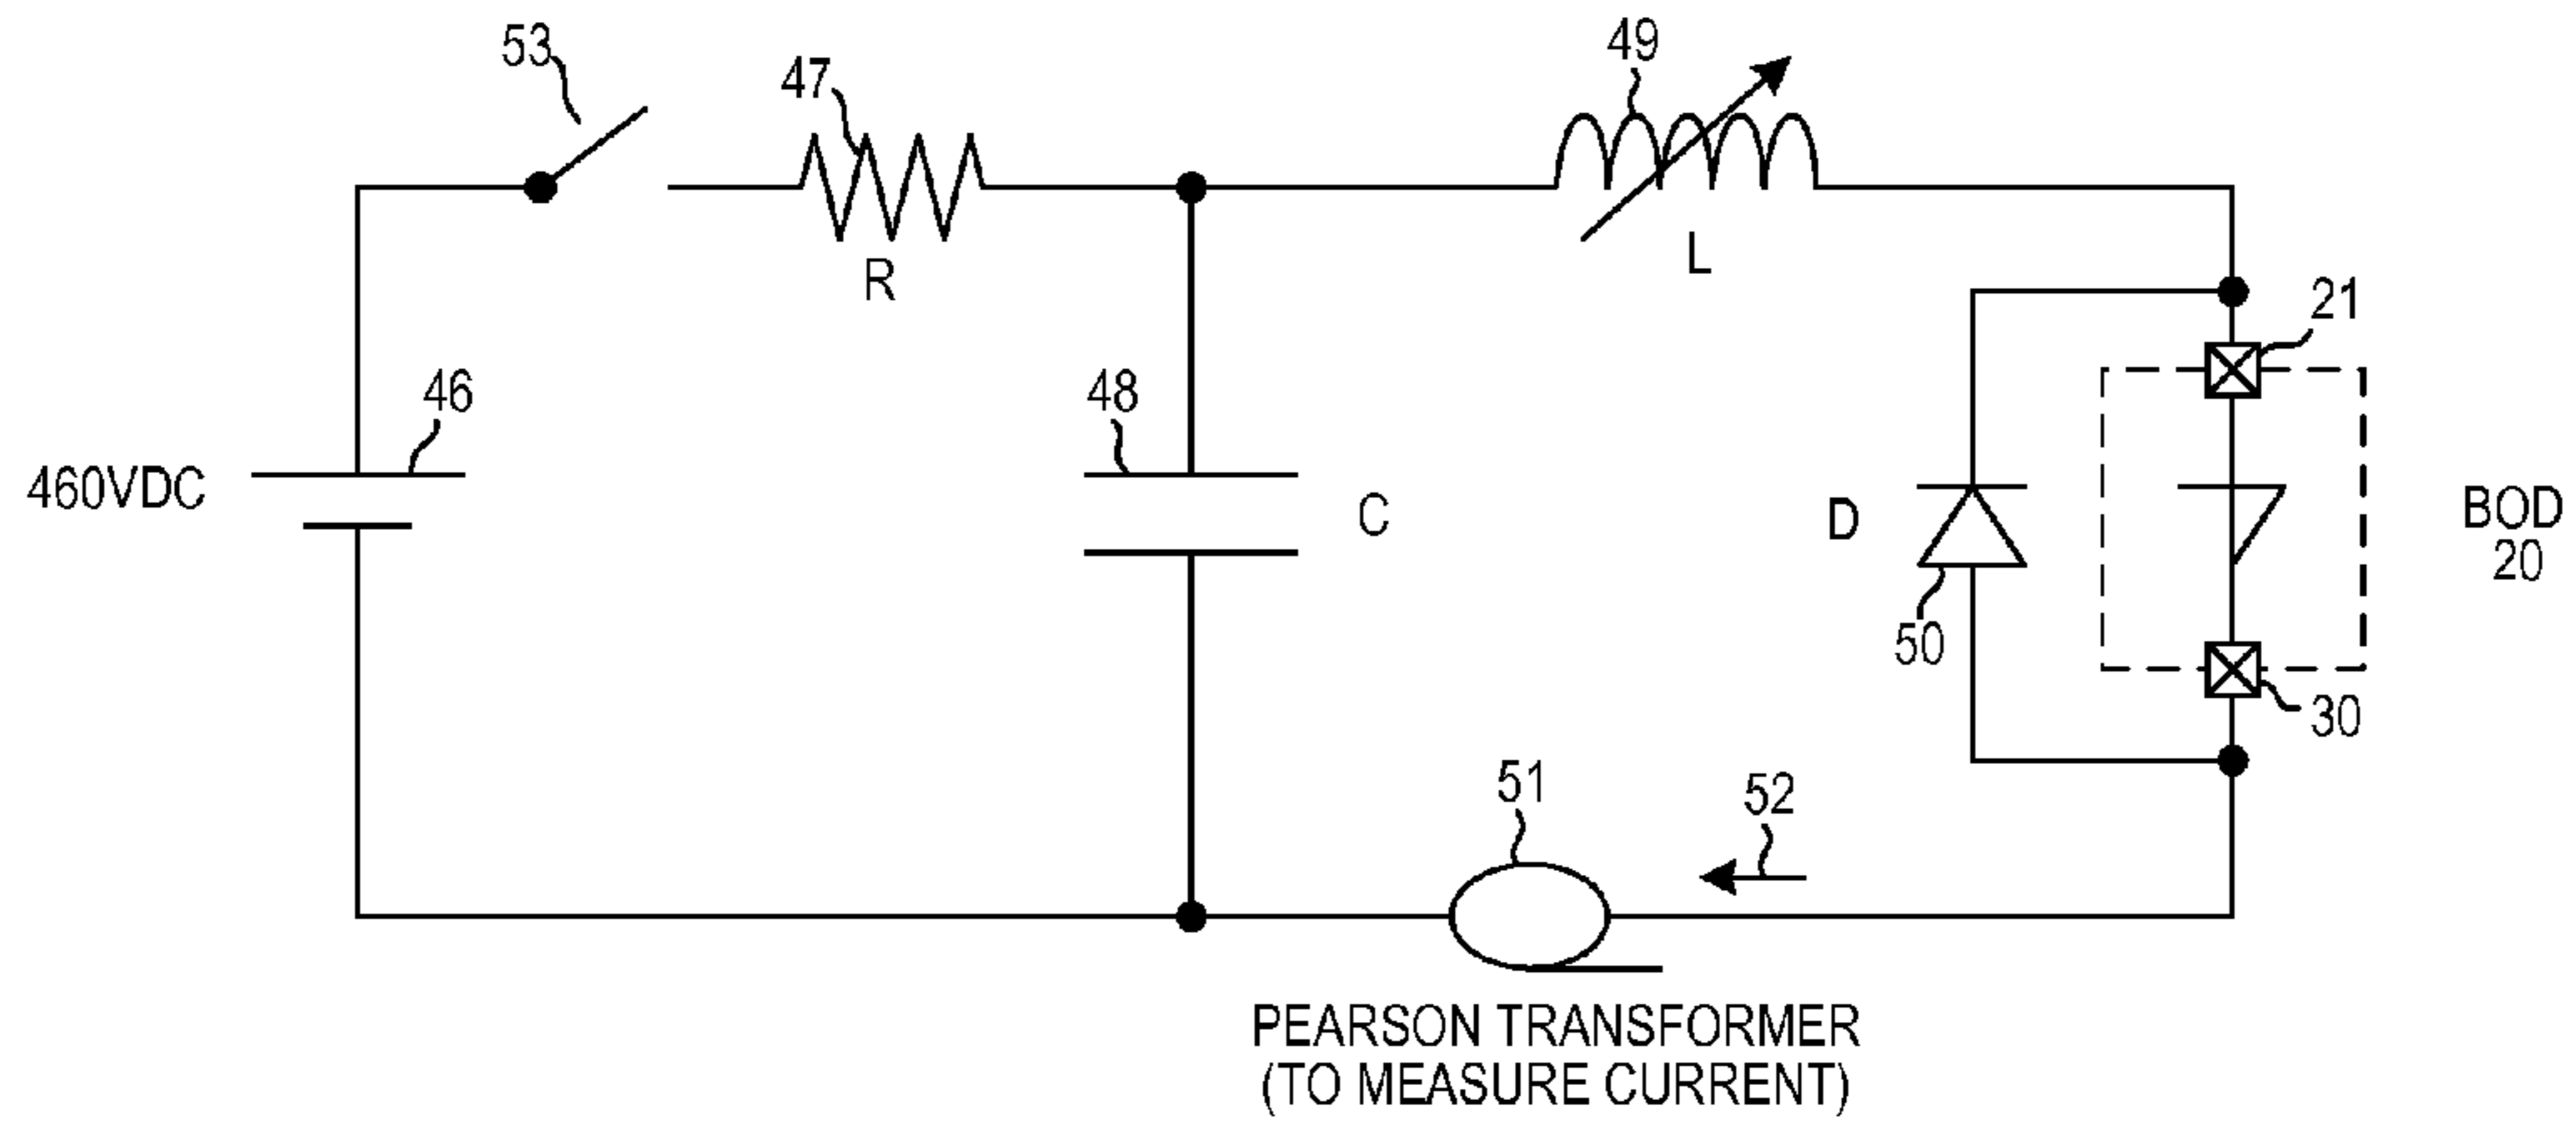 53
47
49
R
L
21
46
48
460VDC
C
D
BOD
20
50
30
51
52
PEARSON TRANSFORMER
(TO MEASURE CURRENT)